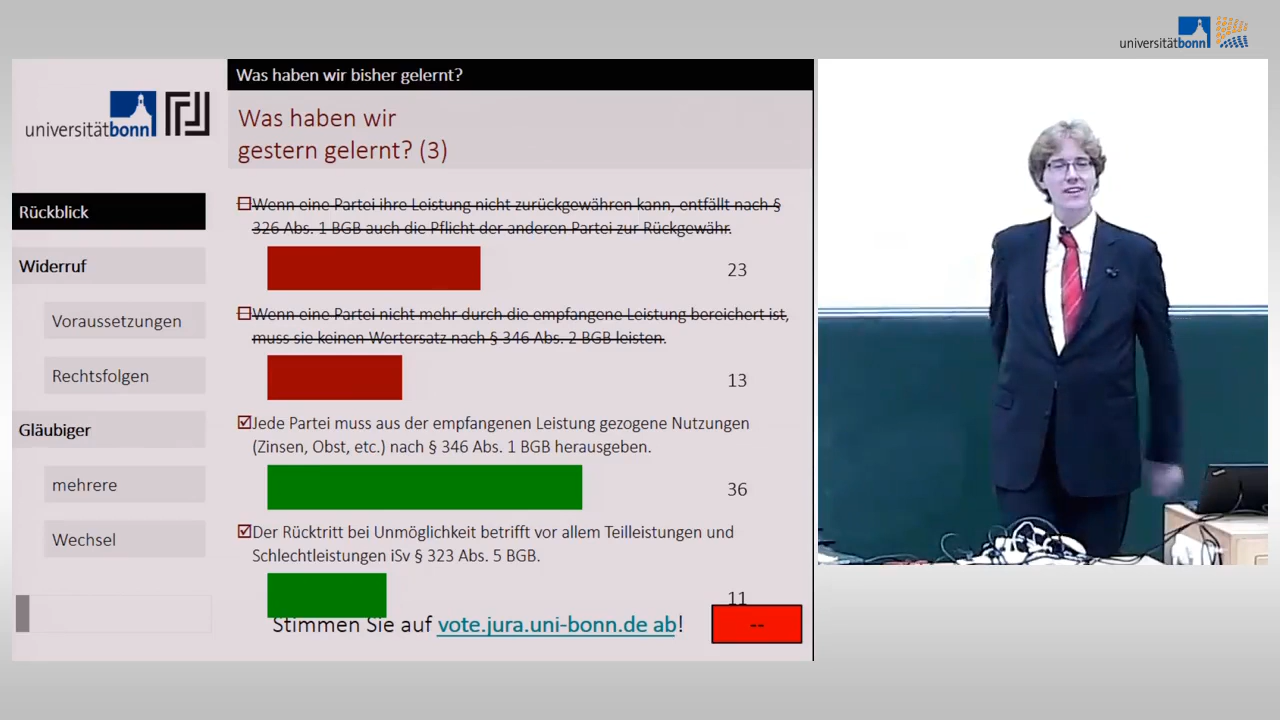 universitätbonn
Was haben wir bisher gelernt?
universitätbonn
Was haben wir
gestern gelernt? (3)
Rückblick
Widerruf
Voraussetzungen
Rechtsfolgen
Gläubiger
mehrere
Wechsel
Wenn eine Partei ihre Leistung nicht zurückgewähren kann, entfällt nach §
326 Abs. 1 BGB auch die Pflicht der anderen Partei zur Rückgewähr.
23
Wenn eine Partei nicht mehr durch die empfangene Leistung bereichert ist,
muss sie keinen Wertersatz nach § 346 Abs. 2 BGB leisten.
13
Jede Partei muss aus der empfangenen Leistung gezogene Nutzungen
(Zinsen, Obst, etc.) nach § 346 Abs. 1 BGB herausgeben.
36
Der Rücktritt bei Unmöglichkeit betrifft vor allem Teilleistungen und
Schlechtleistungen iSv § 323 Abs. 5 BGB.
11
Stimmen Sie auf vote.jura.uni-bonn.de ab!
--